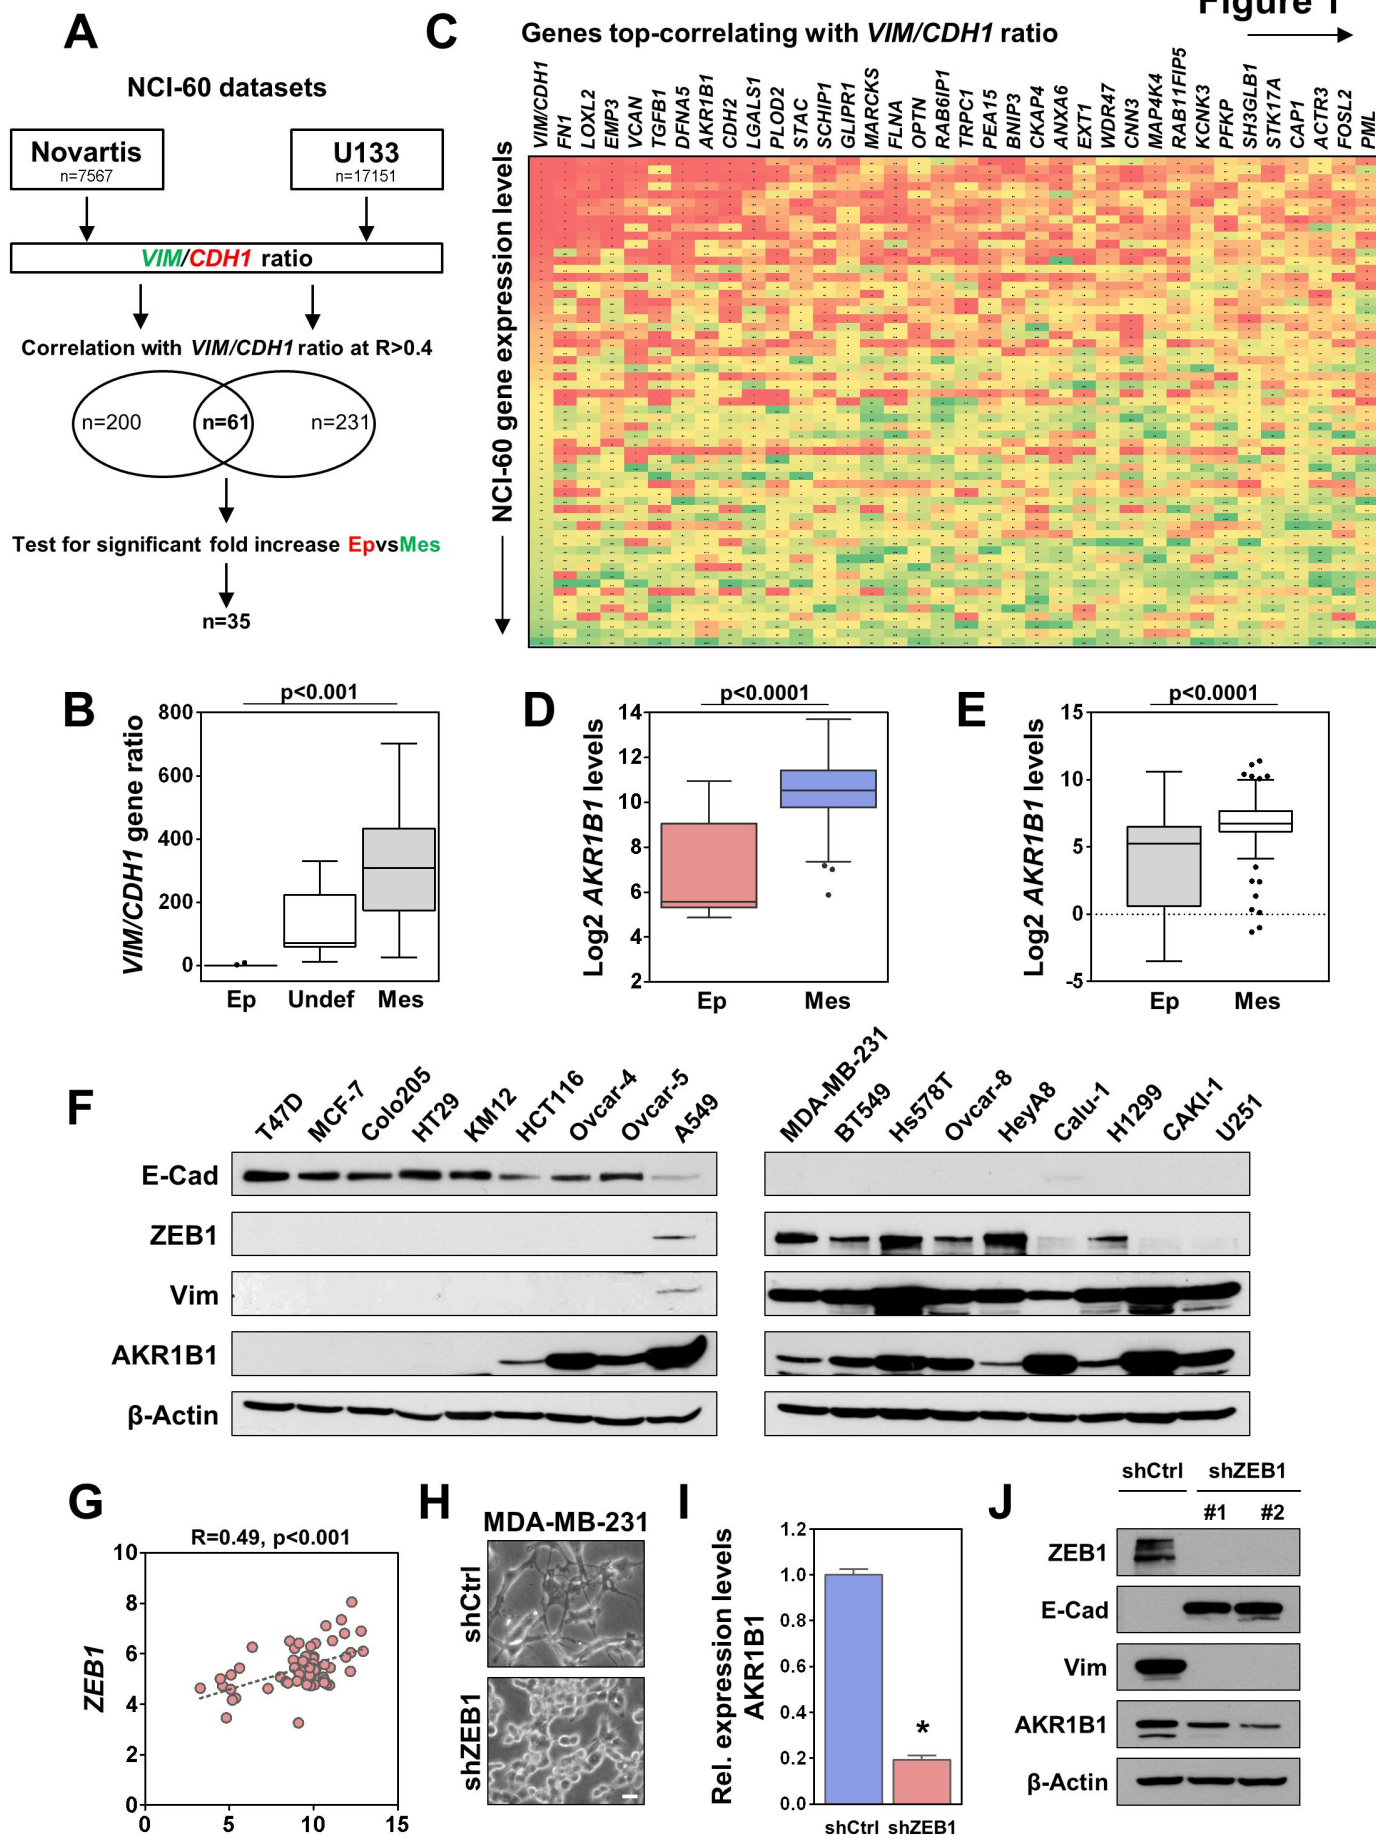 Figure 1
A
NCI-60 datasets
Novartis
n=7567
U133
n=17151
VIM/CDH1 ratio
Correlation with VIM/CDH1 ratio at R>0.4
n=200
n=61
n=231
Test for significant fold increase EpvsMes
n=35
C
Genes top-correlating with VIM/CDH1 ratio
VIM/CDH1
FN1
LOXL2
EMP3
VCAN
TGFB1
DFNA5
AKR1B1
CDH2
LGALS1
PLOD2
STAC
SCHIP1
GLIPR1
MARCKS
FLNA
OPTN
RAB6IP1
TRPC1
PEA15
BNIP3
CKAP4
ANXA6
EXT1
WDR47
CNN3
MAP4K4
RAB11FIP5
KCNK3
PFKP
SH3GLB1
STK17A
CAP1
ACTR3
FOSL2
PML
NCI-60 gene expression levels
B
p<0.001
VIM/CDH1 gene ratio
800
600
400
200
0
Ep Undef Mes
D
p<0.0001
Log2 AKR1B1 levels
14
12
10
8
6
4
2
Ep Mes
E
p<0.0001
Log2 AKR1B1 levels
15
10
5
0
-5
Ep Mes
F
T47D
MCF-7
Colo205
HT29
KM12
HCT116
Ovcar-4
Ovcar-5
A549
MDA-MB-231
BT549
Hs578T
Ovcar-8
HeyA8
Calu-1
H1299
CAKI-1
U251
E-Cad
ZEB1
Vim
AKR1B1
β-Actin
G
R=0.49, p<0.001
ZEB1
10
8
6
4
2
0
0 5 10 15
H
MDA-MB-231
shCtrl
shZEB1
I
Rel. expression levels
AKR1B1
1.2
1.0
0.8
0.6
0.4
0.2
0.0
*
shCtrl shZEB1
J
shCtrl shZEB1
#1 #2
ZEB1
E-Cad
Vim
AKR1B1
β-Actin